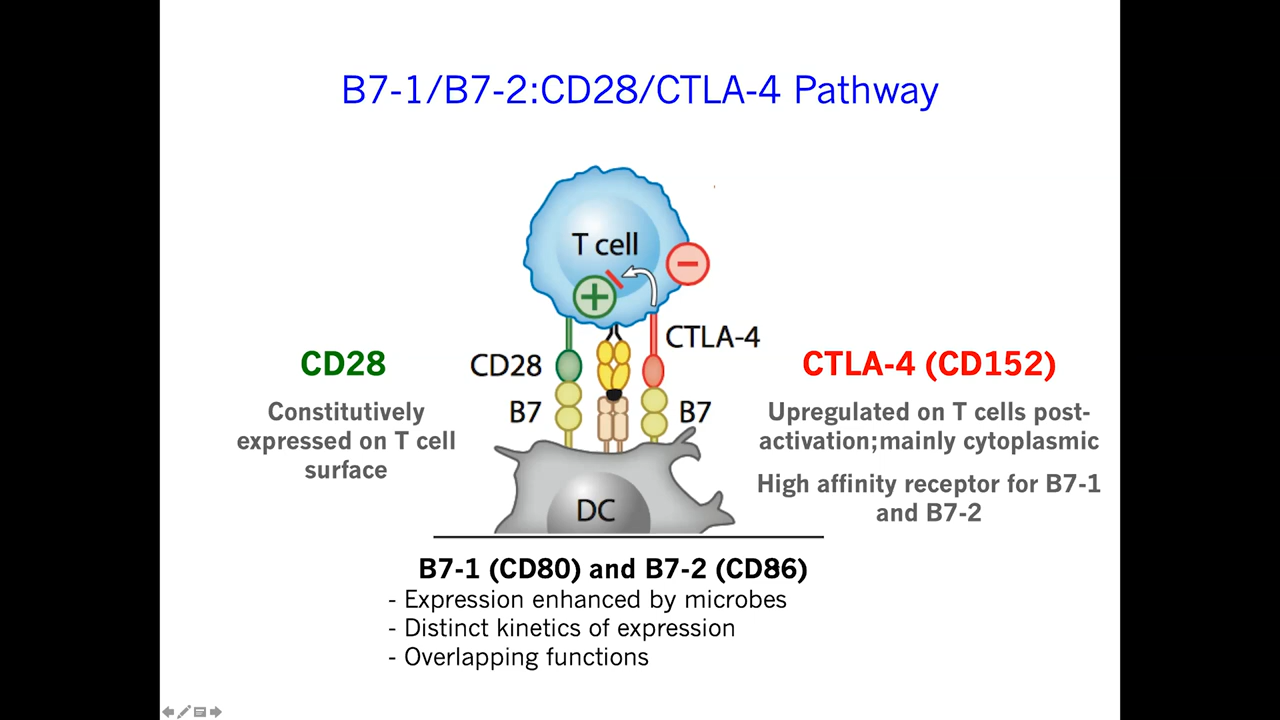 B7-1/B7-2:CD28/CTLA-4 Pathway
T cell
CTLA-4
CD28
B7
B7
DC
CD28
Constitutively
expressed on T cell
surface
CTLA-4 (CD152)
Upregulated on T cells post-
activation;mainly cytoplasmic
High affinity receptor for B7-1
and B7-2
B7-1 (CD80) and B7-2 (CD86)
- Expression enhanced by microbes
- Distinct kinetics of expression
- Overlapping functions